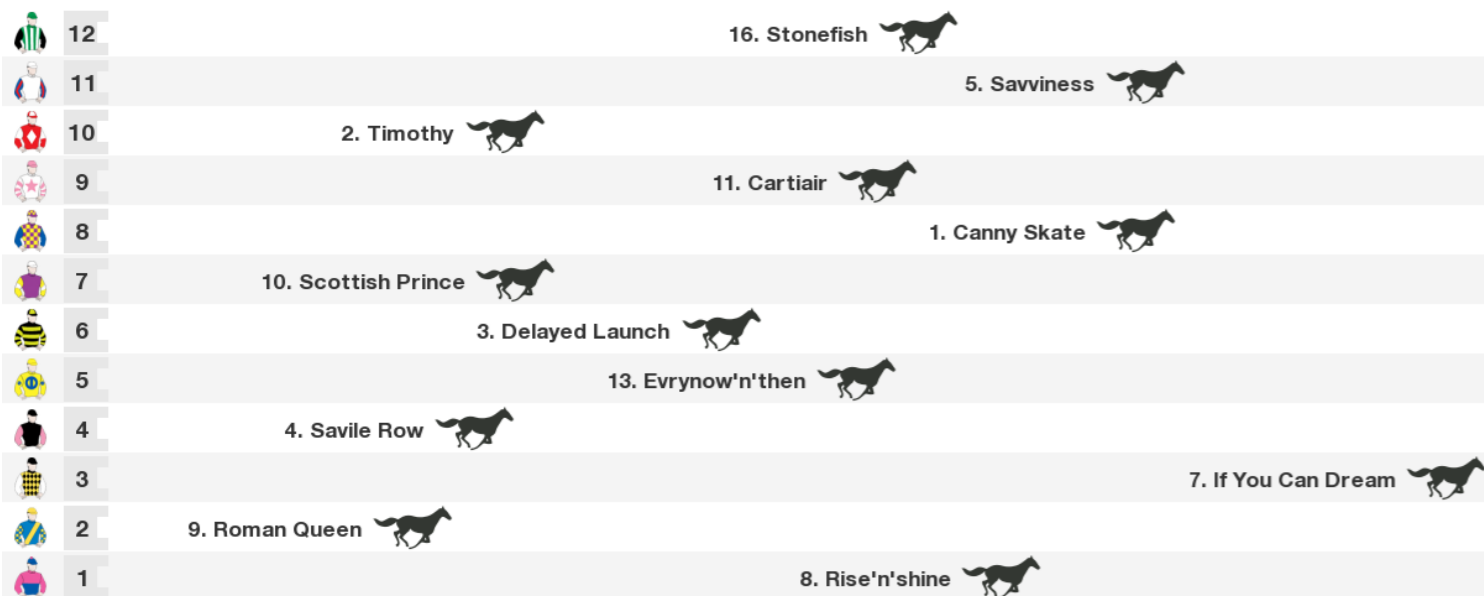 12 16. Stonefish
11 5. Savviness
10 2. Timothy
9 11. Cartiair
8 1. Canny Skate
7 10. Scottish Prince
6 3. Delayed Launch
5 13. Evrynow'n'then
4 4. Savile Row
3 7. If You Can Dream
2 9. Roman Queen
1 8. Rise'n'shine